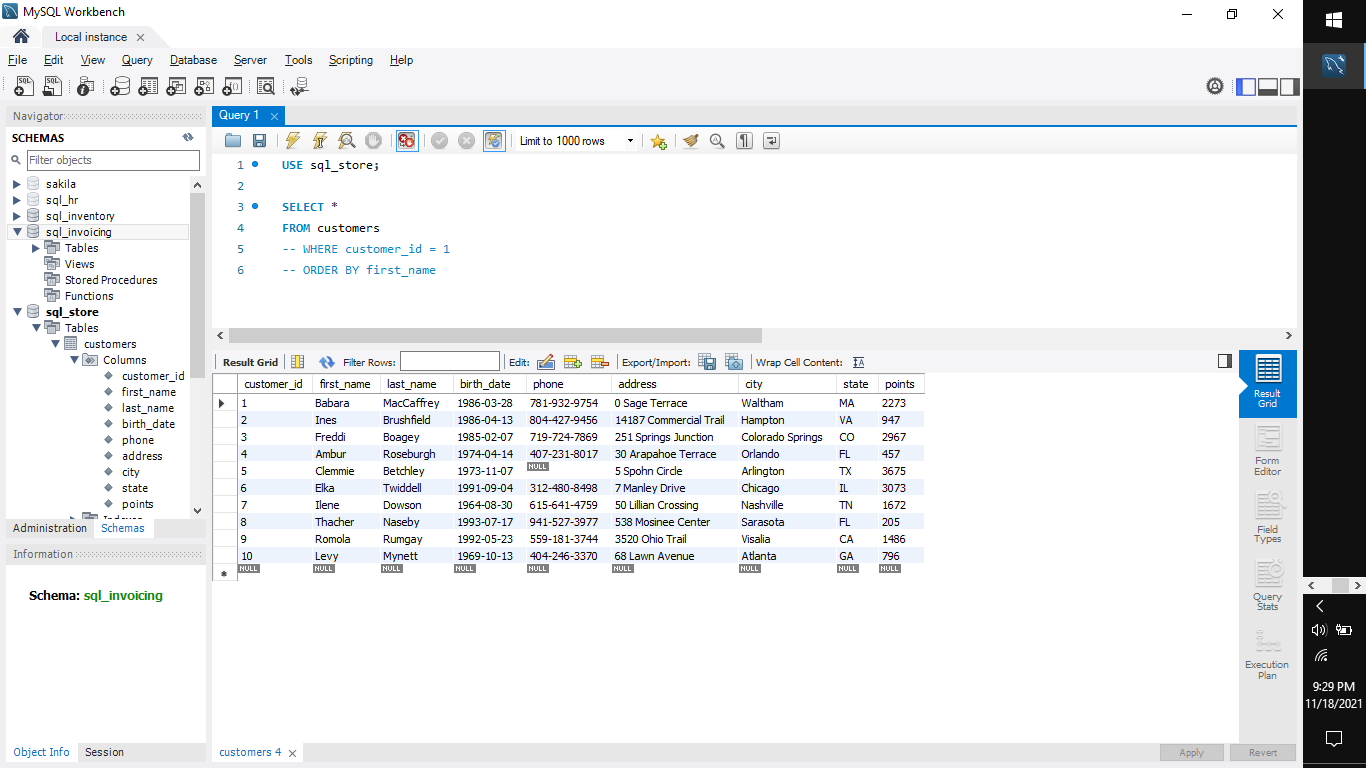 MySQL Workbench
Local instance
File Edit View Query Database Server Tools Scripting Help
Navigator
SCHEMAS
Filter objects
sakila
sql_hr
sql_inventory
sql_invoicing
Tables
Views
Stored Procedures
Functions
sql_store
Tables
customers
Columns
customer_id
first_name
last_name
birth_date
phone
address
city
state
points
Administration Schemas
Information
Schema: sql_invoicing
Object Info Session
Query 1
Limit to 1000 rows
1 USE sql_store;
2
3 SELECT *
4 FROM customers
5 -- WHERE customer_id = 1
6 -- ORDER BY first_name
Result Grid Filter Rows: Edit: Export/Import: Wrap Cell Content:
customer_id first_name last_name birth_date phone address city state points
1 Babara MacCaffrey 1986-03-28 781-932-9754 0 Sage Terrace Waltham MA 2273
2 Ines Brushfield 1986-04-13 804-427-9456 14187 Commercial Trail Hampton VA 947
3 Freddi Boagey 1985-02-07 719-724-7869 251 Springs Junction Colorado Springs CO 2967
4 Ambur Roseburgh 1974-04-14 407-231-8017 30 Arapahoe Terrace Orlando FL 457
5 Clemmie Betchley 1973-11-07 NULL 5 Spohn Circle Arlington TX 3675
6 Elka Twiddell 1991-09-04 312-480-8498 7 Manley Drive Chicago IL 3073
7 Ilene Dowson 1964-08-30 615-641-4759 50 Lillian Crossing Nashville TN 1672
8 Thacher Naseby 1993-07-17 941-527-3977 538 Mosinee Center Sarasota FL 205
9 Romola Rumgay 1992-05-23 559-181-3744 3520 Ohio Trail Visalia CA 1486
10 Levy Mynett 1969-10-13 404-246-3370 68 Lawn Avenue Atlanta GA 796
NULL NULL NULL NULL NULL NULL NULL NULL NULL
Result
Grid
Form
Editor
Field
Types
Query
Stats
Execution
Plan
customers 4
Apply Revert
9:29 PM
11/18/2021